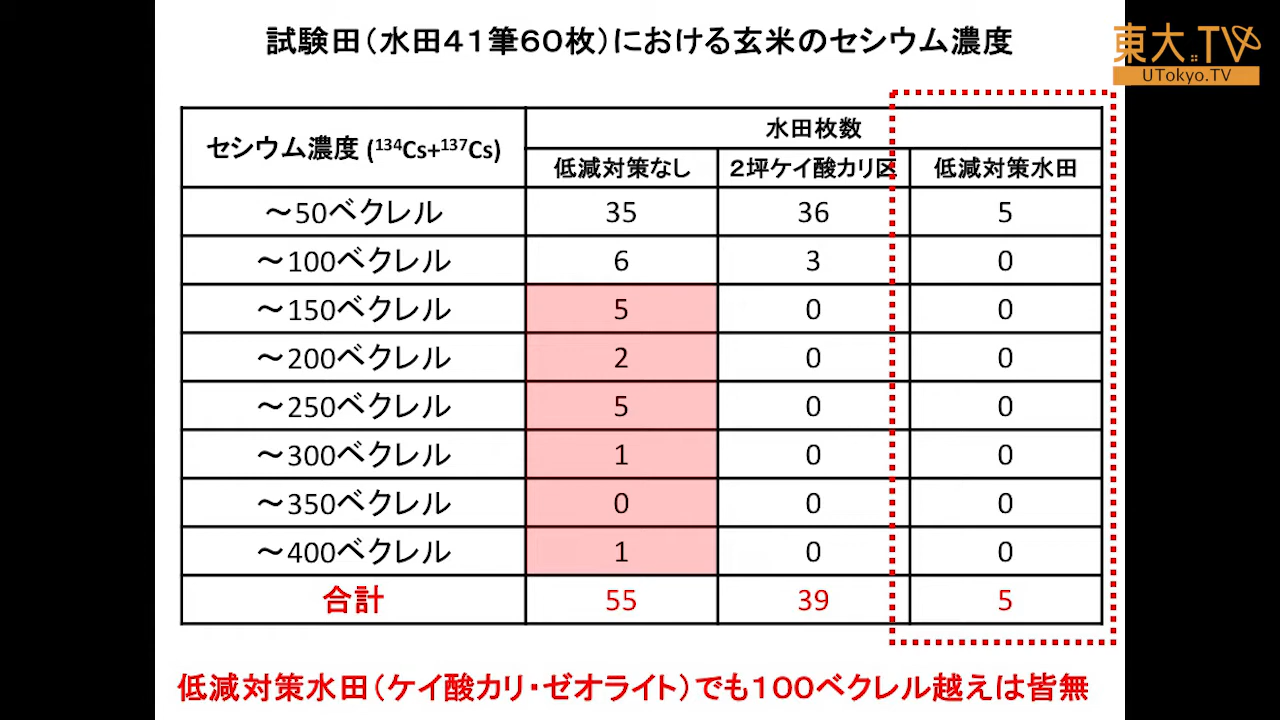 試験田（水田４１筆６０枚）における玄米のセシウム濃度
東大.TV
UTokyo.TV
セシウム濃度 (¹³⁴Cs+¹³⁷Cs) 水田枚数
低減対策なし ２坪ケイ酸カリ区 低減対策水田
～50ベクレル 35 36 5
～100ベクレル 6 3 0
～150ベクレル 5 0 0
～200ベクレル 2 0 0
～250ベクレル 5 0 0
～300ベクレル 1 0 0
～350ベクレル 0 0 0
～400ベクレル 1 0 0
合計 55 39 5
低減対策水田（ケイ酸カリ・ゼオライト）でも１００ベクレル越えは皆無